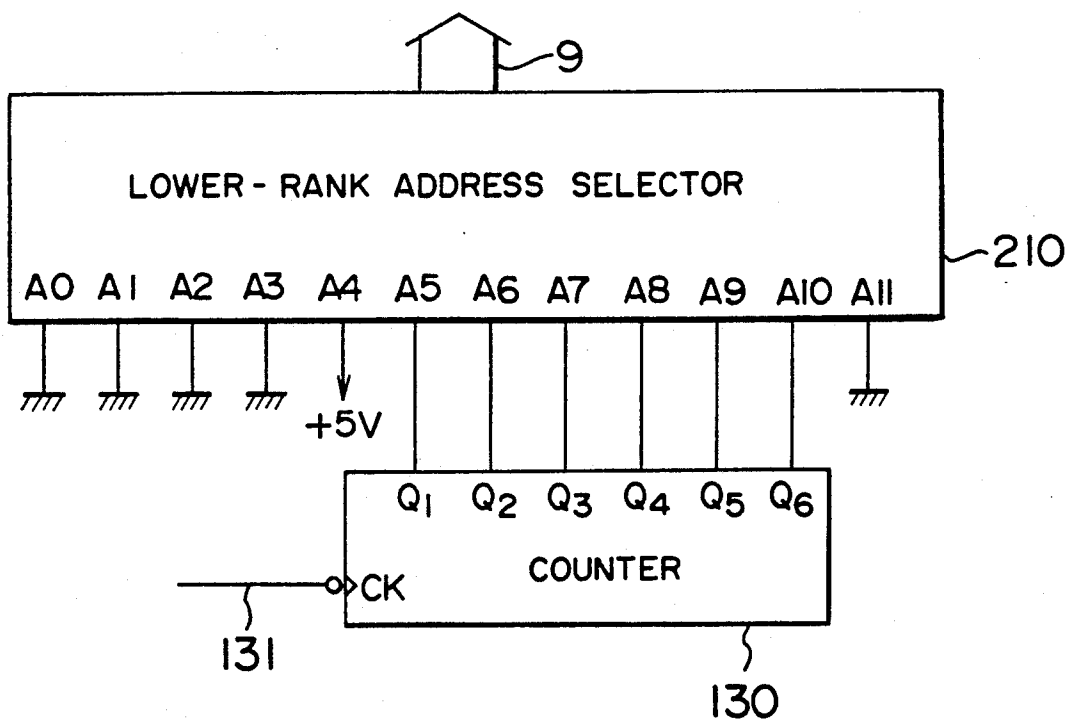 9
LOWER-RANK ADDRESS SELECTOR
210
A0 A1 A2 A3 A4 A5 A6 A7 A8 A9 A10 A11
+5V
Q1 Q2 Q3 Q4 Q5 Q6
COUNTER
CK
131
130